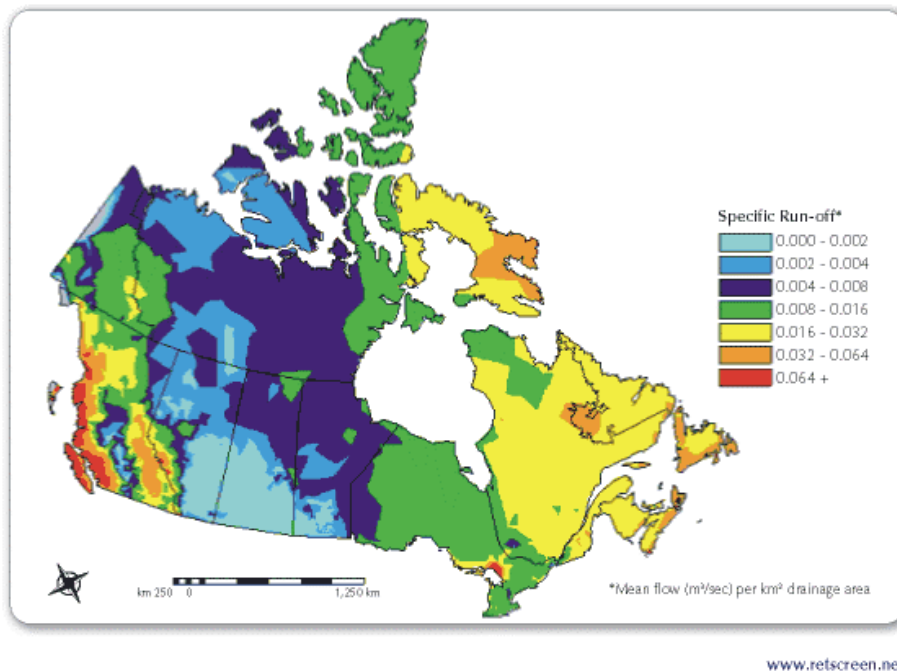 Specific Run-off*
0.000 - 0.002
0.002 - 0.004
0.004 - 0.008
0.008 - 0.016
0.016 - 0.032
0.032 - 0.064
0.064 +
km 250 0 1,250 km
*Mean flow (m³/sec) per km² drainage area
www.retscreen.ne